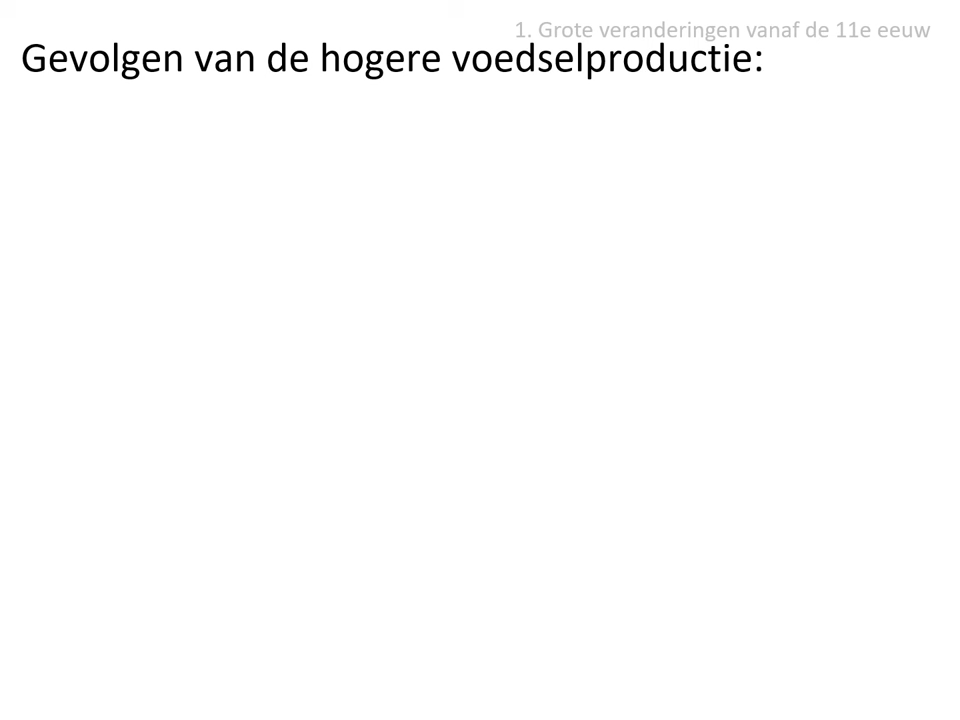 1. Grote veranderingen vanaf de 11e eeuw
Gevolgen van de hogere voedselproductie: